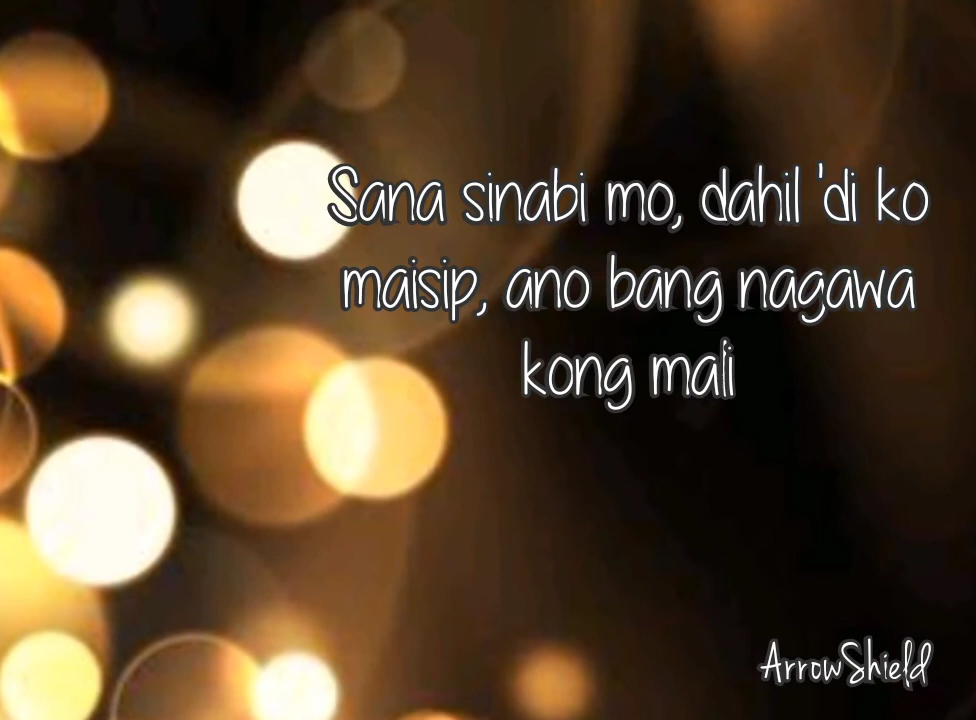 Sana sinabi mo, dahil 'di ko
maisip, ano bang nagawa
kong mali
ArrowShield